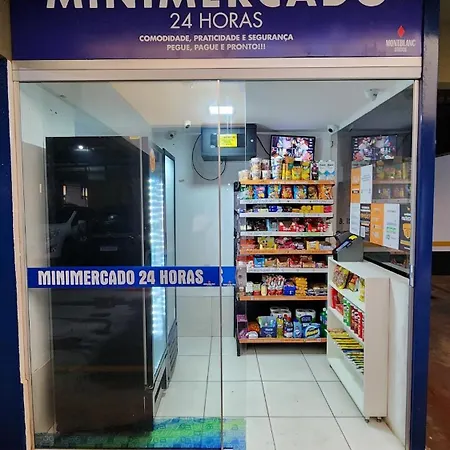 MINIMERCADO
24 HORAS
COMODIDADE, PRATICIDADE E SEGURANÇA
PEGUE, PAGUE E PRONTO!!!
MONTBLANC
MINIMERCADO 24 HORAS